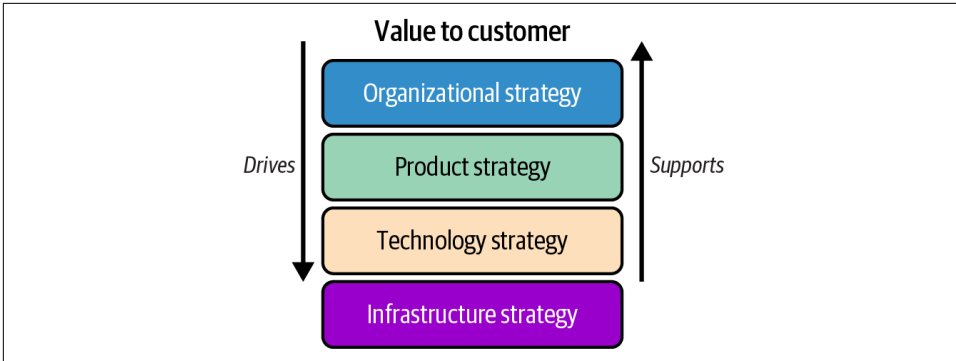 Value to customer
Organizational strategy
Drives
Product strategy
Supports
Technology strategy
Infrastructure strategy